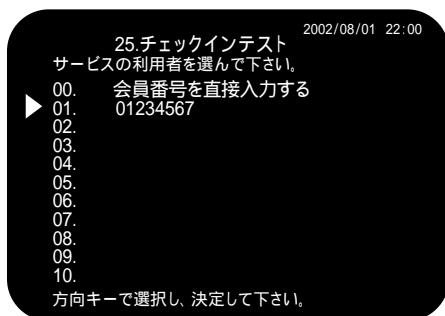 2002/08/01 22:00
25.チェックインテスト
サービスの利用者を選んで下さい。
00. 会員番号を直接入力する
01. 01234567
02.
03.
04.
05.
06.
07.
08.
09.
10.
方向キーで選択し、決定して下さい。